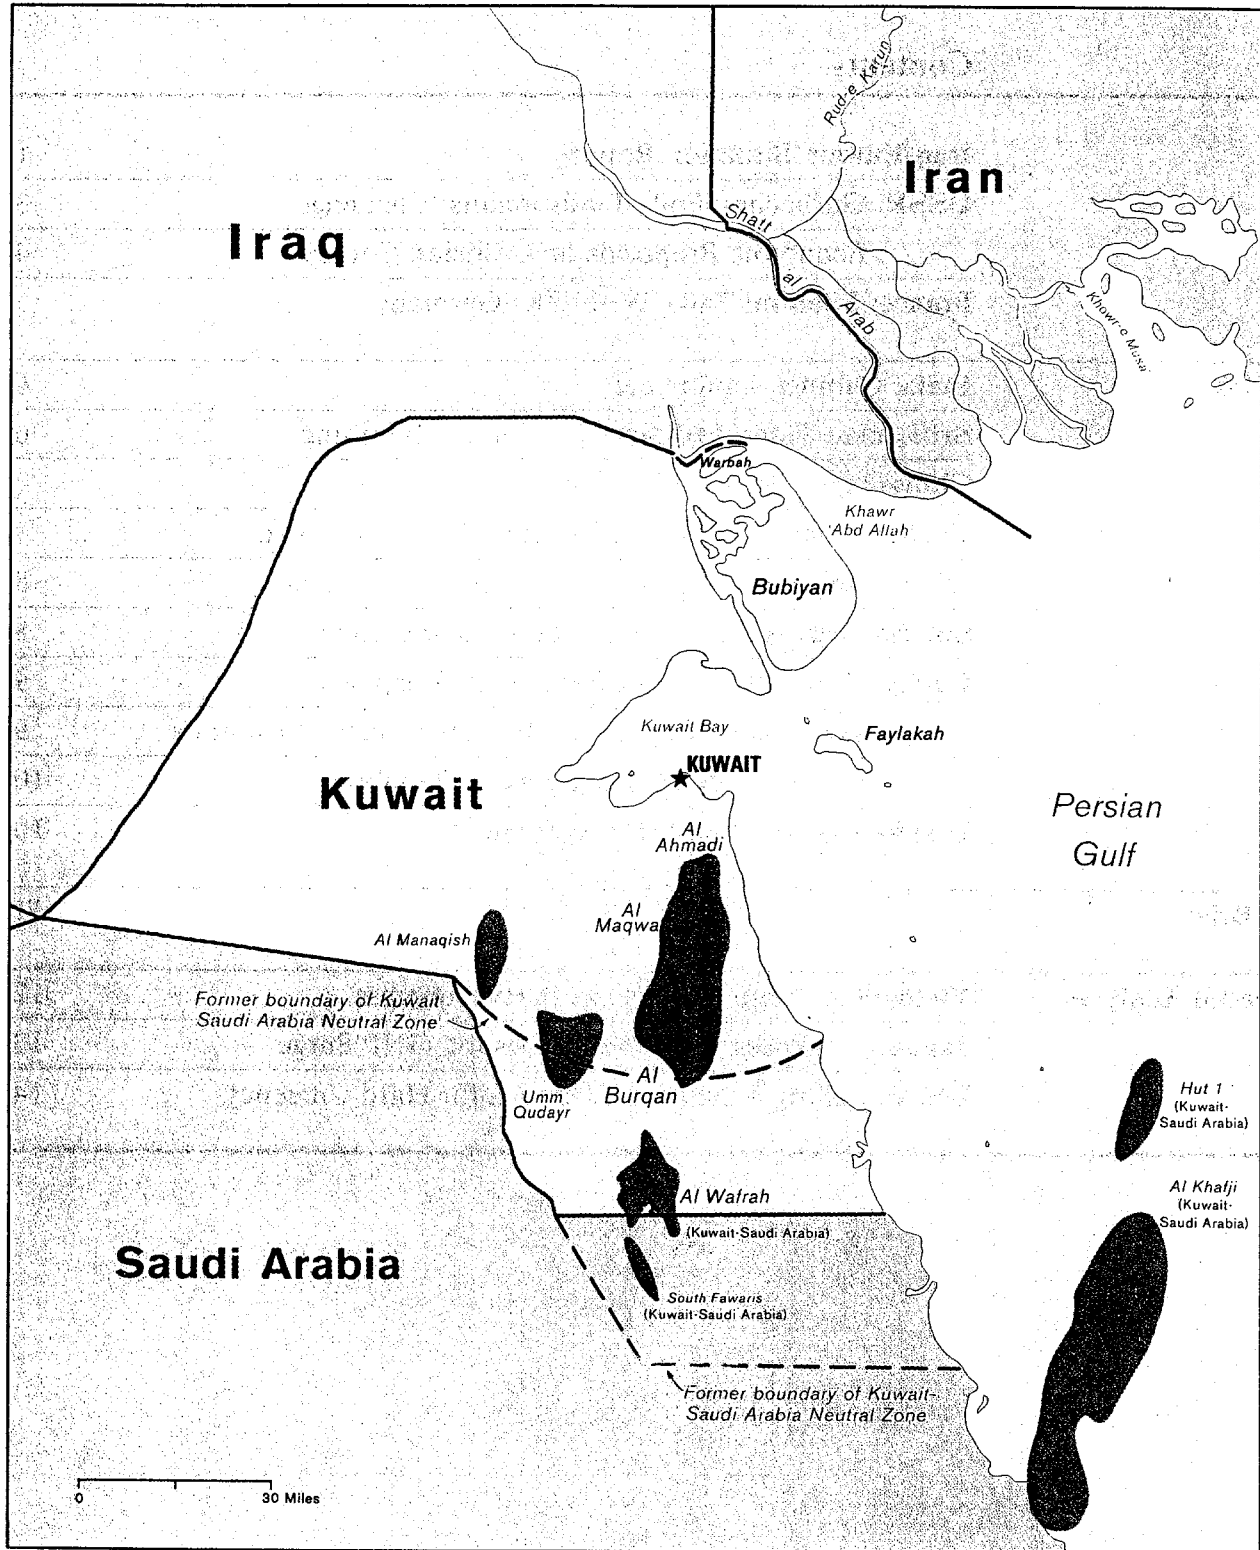 Rud-e Karun
Iran
Iraq
Shatt
al
Arab
Khowr-e Musa
Warbah
Khawr
'Abd Allah
Bubiyan
Kuwait Bay
Faylakah
KUWAIT
Kuwait
Persian
Gulf
Al
Ahmadi
Al
Maqwa
Al Manaqish
Former boundary of Kuwait
Saudi Arabia Neutral Zone
Al
Burqan
Umm
Qudayr
Hut 1
(Kuwait-
Saudi Arabia)
Al Khafji
(Kuwait-
Saudi Arabia)
Al Wafrah
(Kuwait-Saudi Arabia)
Saudi Arabia
South Fawaris
(Kuwait-Saudi Arabia)
Former boundary of Kuwait-
Saudi Arabia Neutral Zone
0 30 Miles